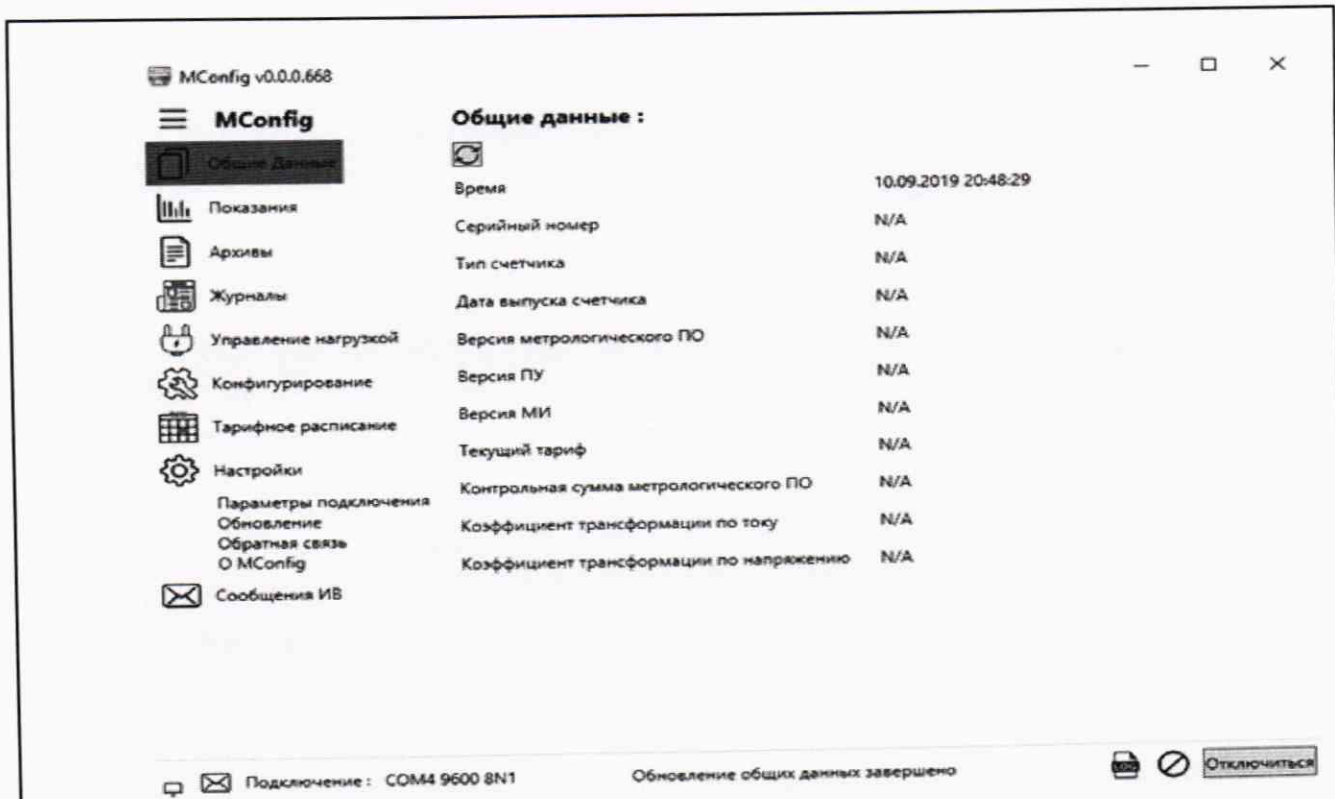 MConfig v0.0.0.668
MConfig
Общие Данные
Показания
Архивы
Журналы
Управление нагрузкой
Конфигурирование
Тарифное расписание
Настройки
Параметры подключения
Обновление
Обратная связь
О MConfig
Сообщения ИВ
Общие данные :
Время 10.09.2019 20:48:29
Серийный номер N/A
Тип счетчика N/A
Дата выпуска счетчика N/A
Версия метрологического ПО N/A
Версия ПУ N/A
Версия МИ N/A
Текущий тариф N/A
Контрольная сумма метрологического ПО N/A
Коэффициент трансформации по току N/A
Коэффициент трансформации по напряжению N/A
Подключение : COM4 9600 8N1 Обновление общих данных завершено LOG Отключиться